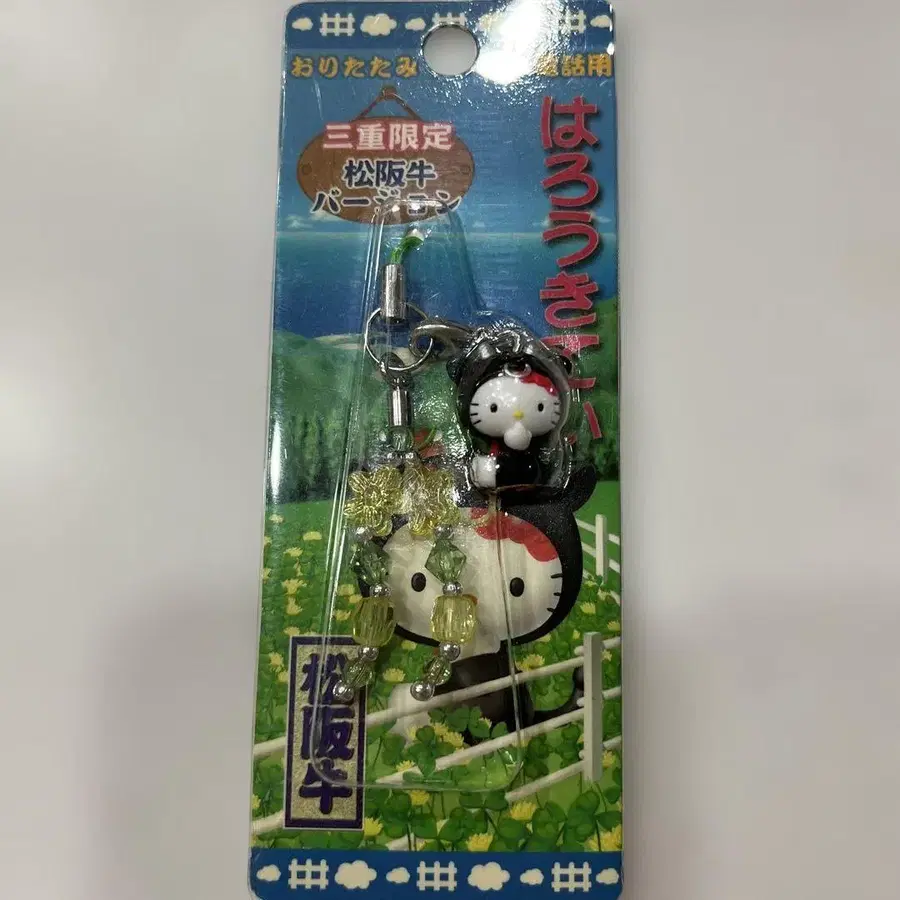 おりたたみ
話用
三重限定
松阪牛
バージョン
はろうきてぃ
松阪牛